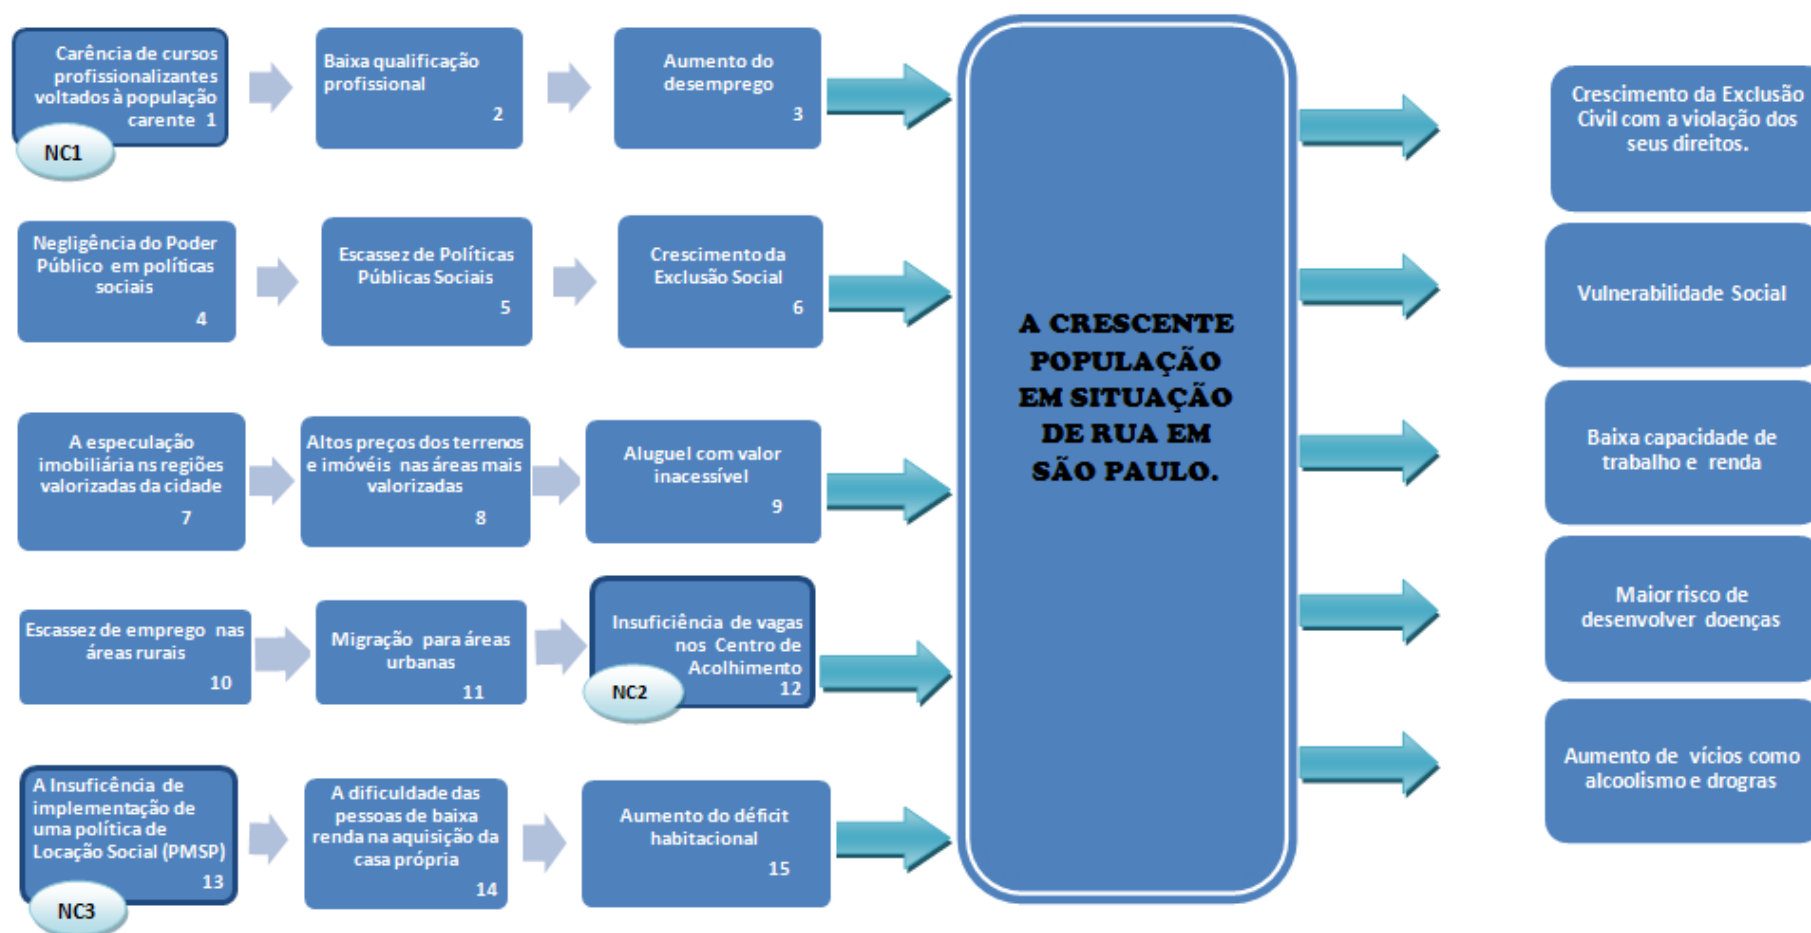 Carência de cursos
profissionalizantes
voltados à população
carente 1
NC1
Baixa qualificação
profissional
2
Aumento do
desemprego
3
Negligência do Poder
Público em políticas
sociais
4
Escassez de Políticas
Públicas Sociais
5
Crescimento da
Exclusão Social
6
A especulação
imobiliária ns regiões
valorizadas da cidade
7
Altos preços dos terrenos
e imóvéis nas áreas mais
valorizadas
8
Aluguel com valor
inacessível
9
Escassez de emprego nas
áreas rurais
10
Migração para áreas
urbanas
11
Insuficiência de vagas
nos Centro de
Acolhimento
12
NC2
A Insuficência de
implementação de
uma política de
Locação Social (PMSP)
13
NC3
A dificuldade das
pessoas de baixa
renda na aquisição da
casa própria
14
Aumento do déficit
habitacional
15
A CRESCENTE
POPULAÇÃO
EM SITUAÇÃO
DE RUA EM
SÃO PAULO.
Crescimento da Exclusão
Civil com a violação dos
seus direitos.
Vulnerabilidade Social
Baixa capacidade de
trabalho e renda
Maior risco de
desenvolver doenças
Aumento de vícios como
alcoolismo e drogras